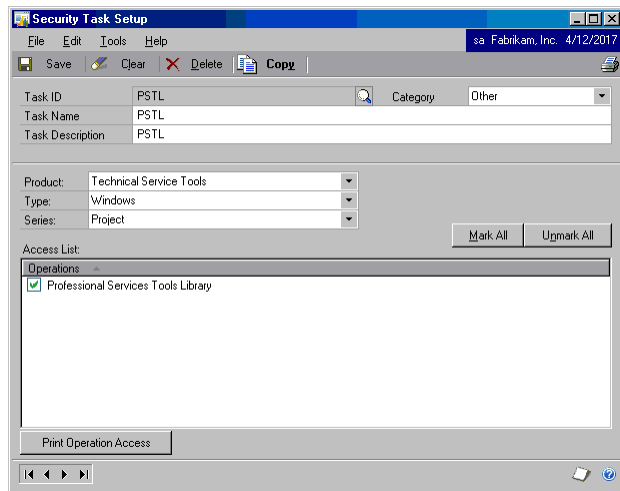 Security Task Setup
File Edit Tools Help sa Fabrikam, Inc. 4/12/2017
Save Clear Delete Copy
Task ID PSTL Category Other
Task Name PSTL
Task Description PSTL
Product: Technical Service Tools
Type: Windows
Series: Project
Mark All Unmark All
Access List:
Operations
Professional Services Tools Library
Print Operation Access